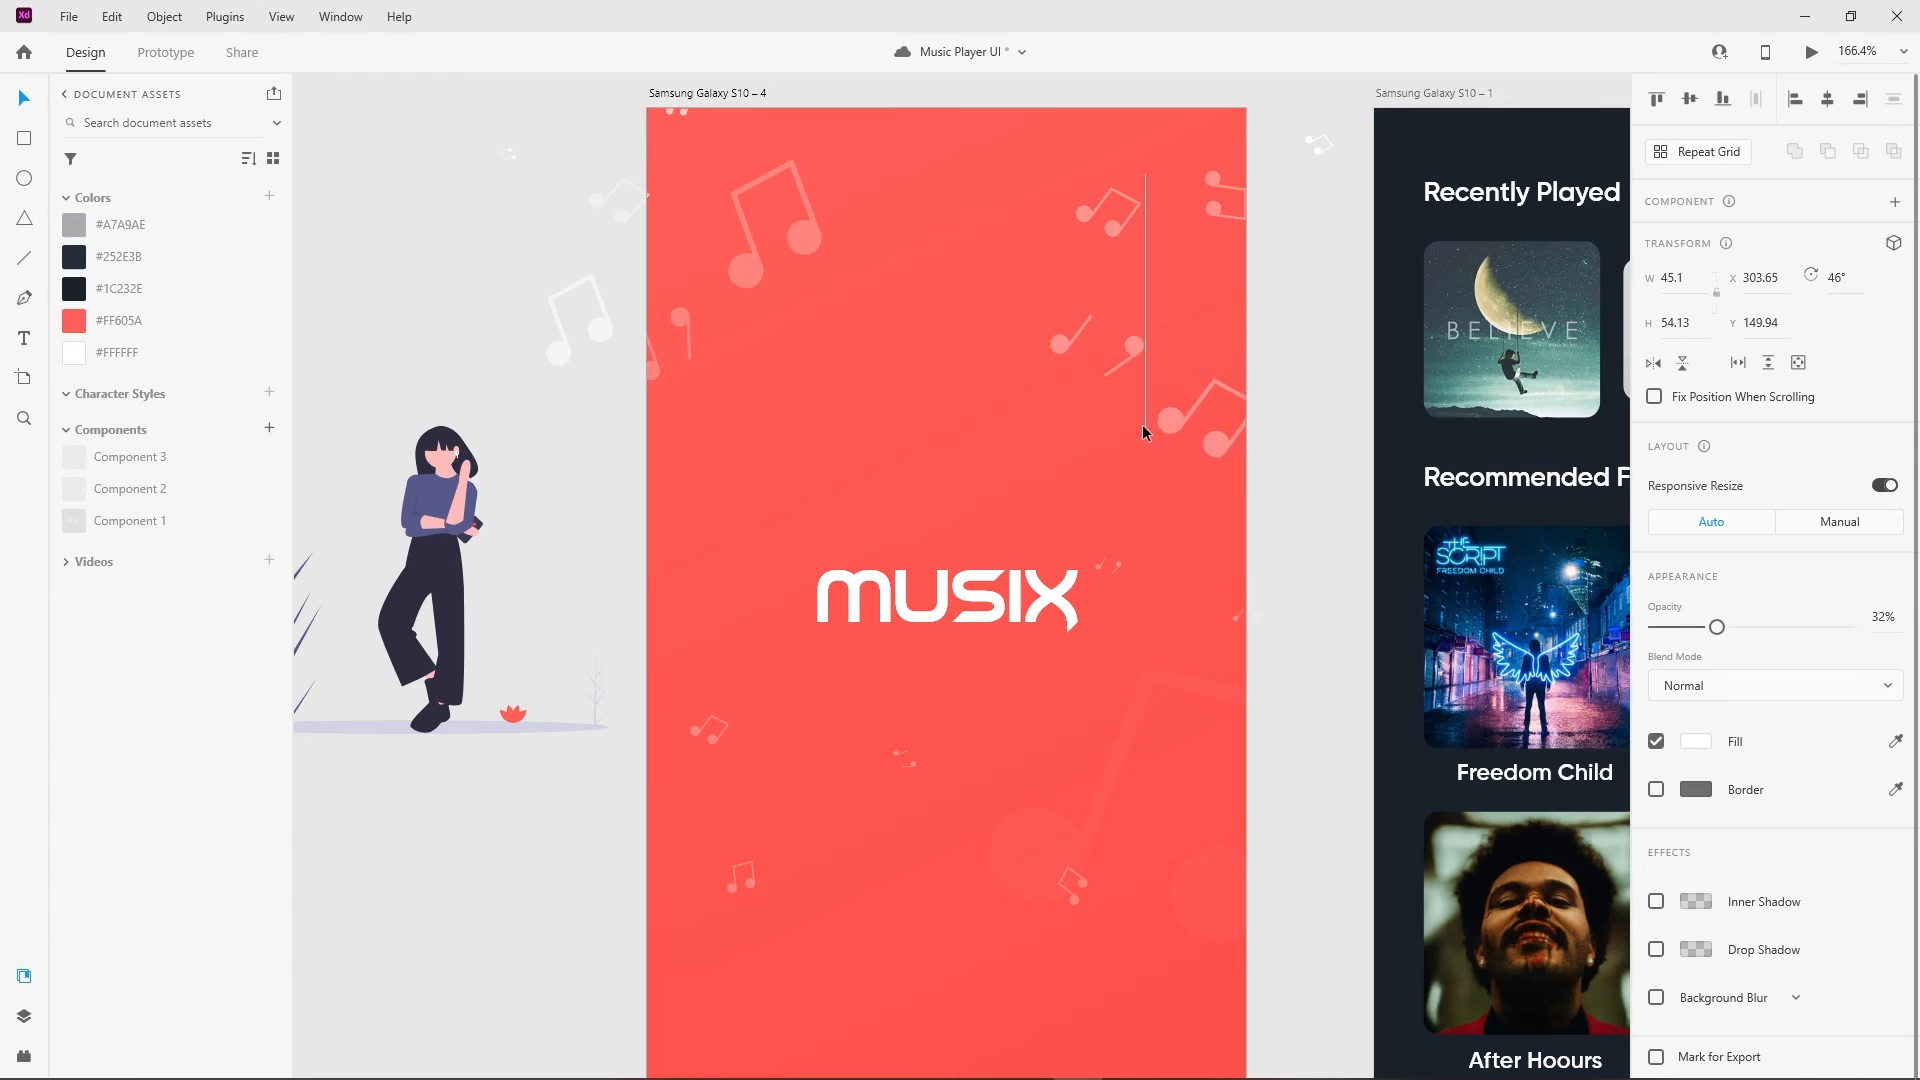 Xd File Edit Object Plugins View Window Help
Design Prototype Share
Music Player UI *
166.4%
DOCUMENT ASSETS
Search document assets
Colors
#A7A9AE
#252E3B
#1C232E
#FF605A
#FFFFFF
Character Styles
Components
Component 3
Component 2
Component 1
Videos
Samsung Galaxy S10 – 4
MUSIX
Samsung Galaxy S10 – 1
Recently Played
BELIEVE
Recommended F
THE
SCRIPT
FREEDOM CHILD
Freedom Child
After Hoours
Repeat Grid
COMPONENT
TRANSFORM
W 45.1 X 303.65 46°
H 54.13 Y 149.94
Fix Position When Scrolling
LAYOUT
Responsive Resize
Auto Manual
APPEARANCE
Opacity
32%
Blend Mode
Normal
Fill
Border
EFFECTS
Inner Shadow
Drop Shadow
Background Blur
Mark for Export